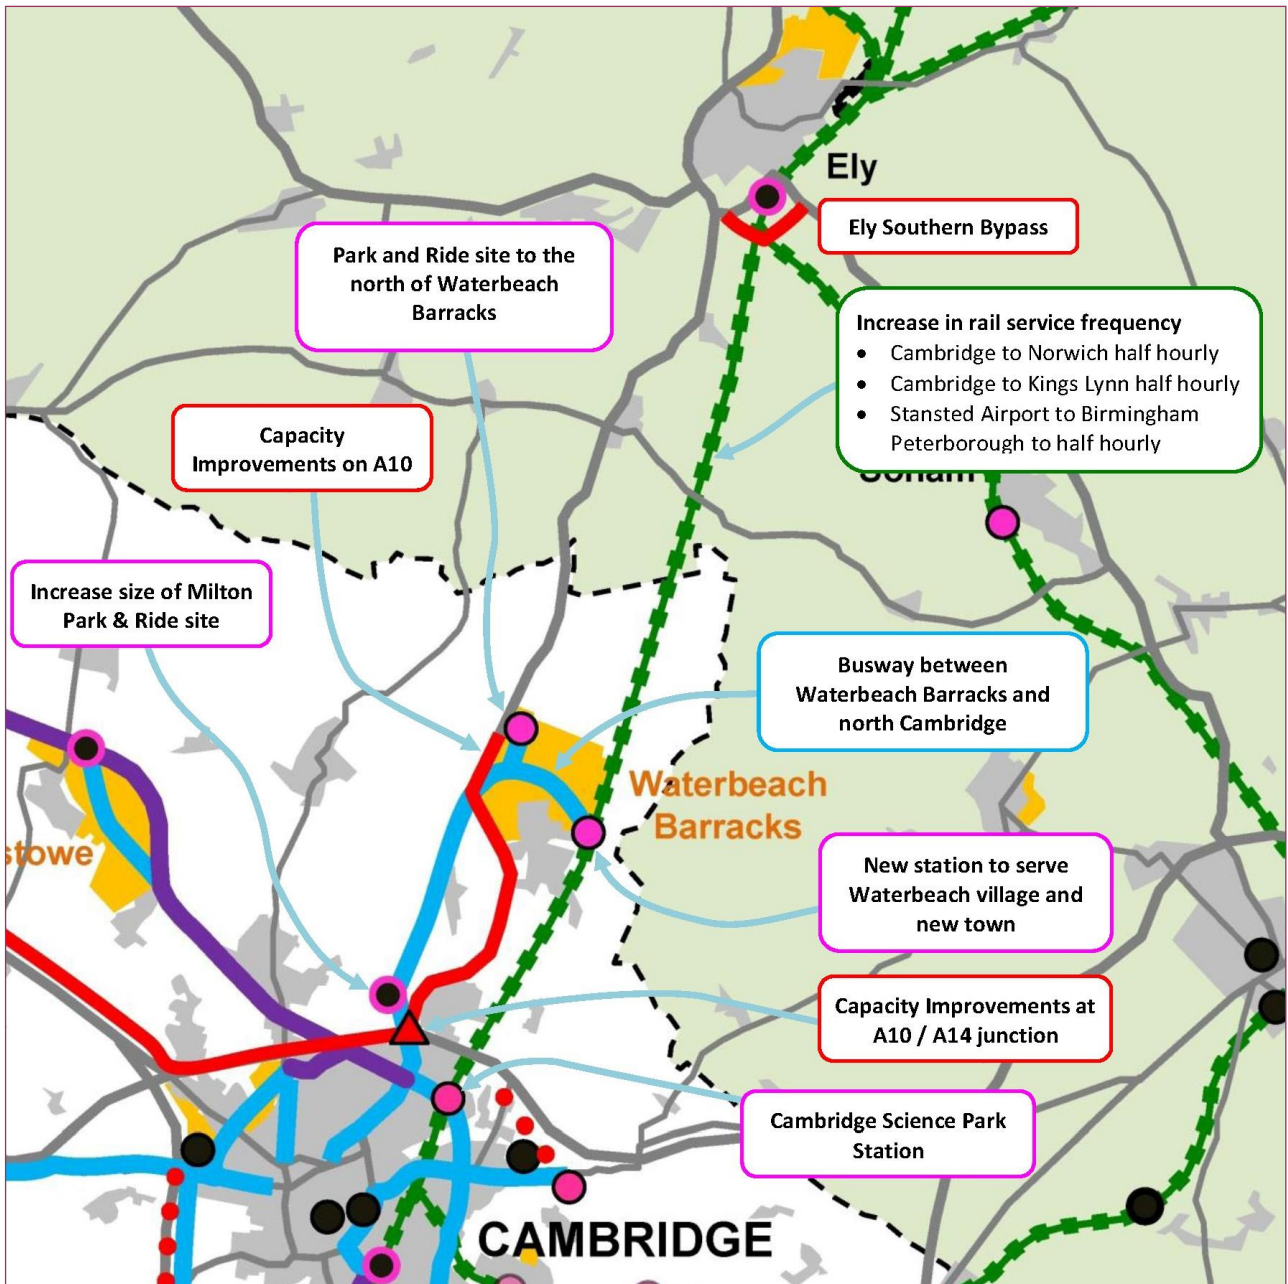 Ely
Ely Southern Bypass
Park and Ride site to the
north of Waterbeach
Barracks
Increase in rail service frequency
• Cambridge to Norwich half hourly
• Cambridge to Kings Lynn half hourly
• Stansted Airport to Birmingham
Peterborough to half hourly
Capacity
Improvements on A10
Soham
Increase size of Milton
Park & Ride site
Busway between
Waterbeach Barracks and
north Cambridge
Waterbeach
Barracks
stowe
New station to serve
Waterbeach village and
new town
Capacity Improvements at
A10 / A14 junction
Cambridge Science Park
Station
CAMBRIDGE